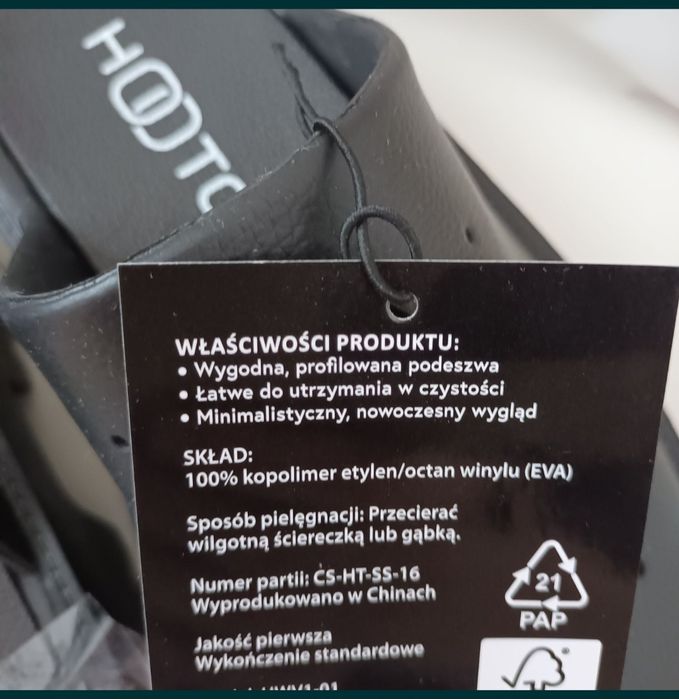 WŁAŚCIWOŚCI PRODUKTU:
• Wygodna, profilowana podeszwa
• Łatwe do utrzymania w czystości
• Minimalistyczny, nowoczesny wygląd
SKŁAD:
100% kopolimer etylen/octan winylu (EVA)
Sposób pielęgnacji: Przecierać
wilgotną ściereczką lub gąbką.
Numer partii: CS-HT-SS-16
Wyprodukowano w Chinach
Jakość pierwsza
Wykończenie standardowe
21
PAP